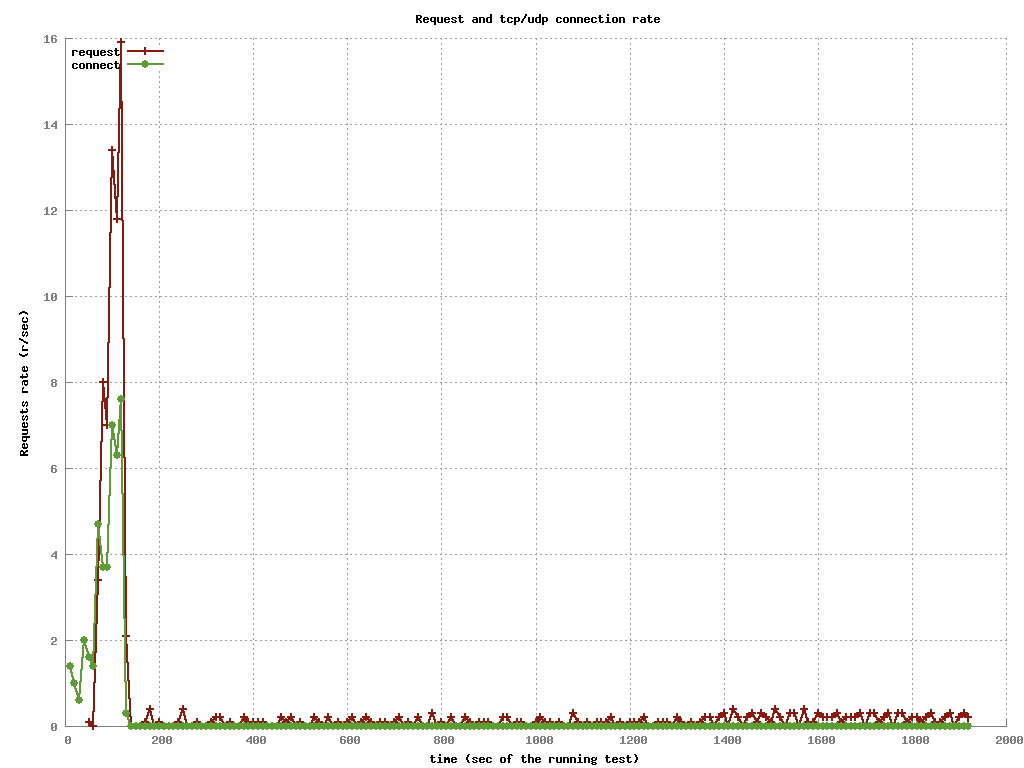 Request and tcp/udp connection rate
16
request
connect
14
12
10
8
6
4
2
0
Requests rate (r/sec)
0 200 400 600 800 1000 1200 1400 1600 1800 2000
time (sec of the running test)